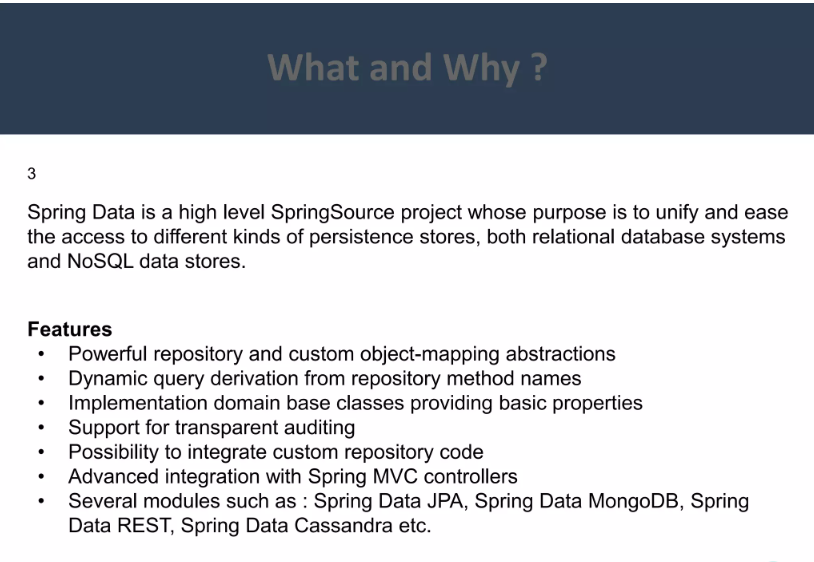 What and Why ?
3
Spring Data is a high level SpringSource project whose purpose is to unify and ease
the access to different kinds of persistence stores, both relational database systems
and NoSQL data stores.
Features
• Powerful repository and custom object-mapping abstractions
• Dynamic query derivation from repository method names
• Implementation domain base classes providing basic properties
• Support for transparent auditing
• Possibility to integrate custom repository code
• Advanced integration with Spring MVC controllers
• Several modules such as : Spring Data JPA, Spring Data MongoDB, Spring
Data REST, Spring Data Cassandra etc.